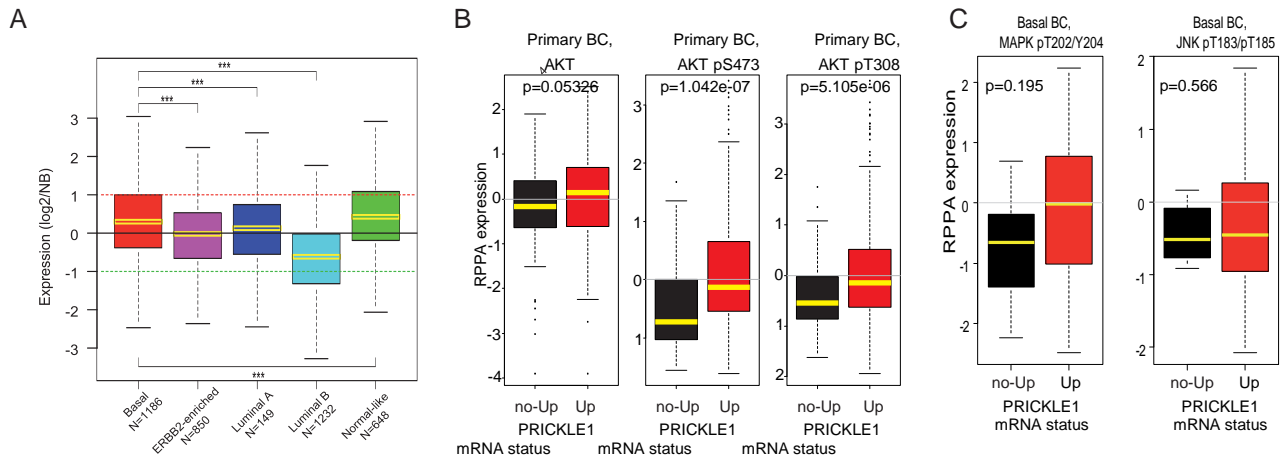 A
Expression (log2/NB)
3
2
1
0
-1
-2
-3
***
***
***
***
Basal
N=1186
ERBB2-enriched
N=850
Luminal A
N=149
Luminal B
N=1232
Normal-like
N=648
B
Primary BC,
AKT
p=0.05326
RPPA expression
4
2
0
-1
-2
-3
-4
no-Up Up
PRICKLE1
mRNA status
Primary BC,
AKT pS473
p=1.042e-07
3
2
1
0
1
no-Up Up
PRICKLE1
mRNA status
Primary BC,
AKT pT308
p=5.105e-06
3
2
1
0
1
2
no-Up Up
PRICKLE1
mRNA status
C
Basal BC,
MAPK pT202/Y204
p=0.195
RPPA expression
2
1
0
-1
-2
no-Up Up
PRICKLE1
mRNA status
Basal BC,
JNK pT183/pT185
p=0.566
2
1
0
-1
-2
no-Up Up
PRICKLE1
mRNA status